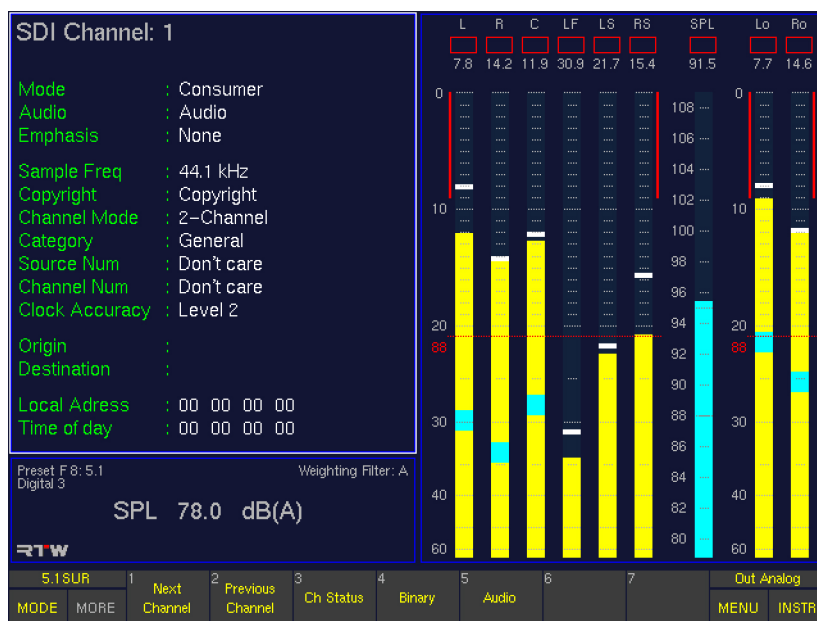 SDI Channel: 1
Mode : Consumer
Audio : Audio
Emphasis : None
Sample Freq : 44.1 kHz
Copyright : Copyright
Channel Mode : 2-Channel
Category : General
Source Num : Don't care
Channel Num : Don't care
Clock Accuracy : Level 2
Origin :
Destination :
Local Adress : 00 00 00 00
Time of day : 00 00 00 00
Preset F 8: 5.1 Weighting Filter: A
Digital 3
SPL 78.0 dB(A)
RTW
L R C LF LS RS SPL Lo Ro
7.8 14.2 11.9 30.9 21.7 15.4 91.5 7.7 14.6
0 0
108
106
104
102
10 10
100
98
96
94
20 20
88 88
92
90
88
30 30
86
84
40 40
82
80
60 60
5.1SUR 1 Next Channel 2 Previous Channel 3 Ch Status 4 Binary 5 Audio 6 7 Out Analog
MODE MORE MENU INSTR